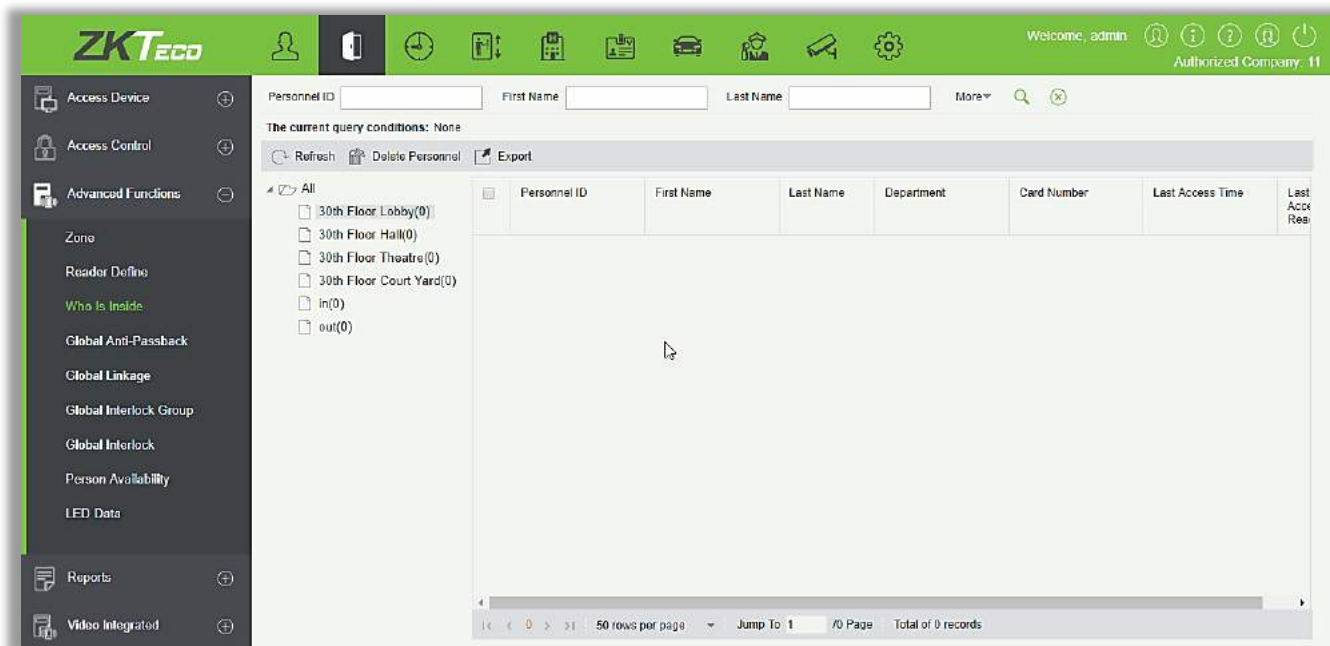 ZKTeco
Welcome, admin
Authorized Company: 11
Access Device
Access Control
Advanced Functions
Zone
Reader Define
Who Is Inside
Global Anti-Passback
Global Linkage
Global Interlock Group
Global Interlock
Person Availability
LED Data
Reports
Video Integrated
Personnel ID First Name Last Name More
The current query conditions: None
Refresh Delete Personnel Export
All
30th Floor Lobby(0)
30th Floor Hall(0)
30th Floor Theatre(0)
30th Floor Court Yard(0)
in(0)
out(0)
Personnel ID First Name Last Name Department Card Number Last Access Time Last
Acce
Rea
0 50 rows per page Jump To 1 /0 Page Total of 0 records